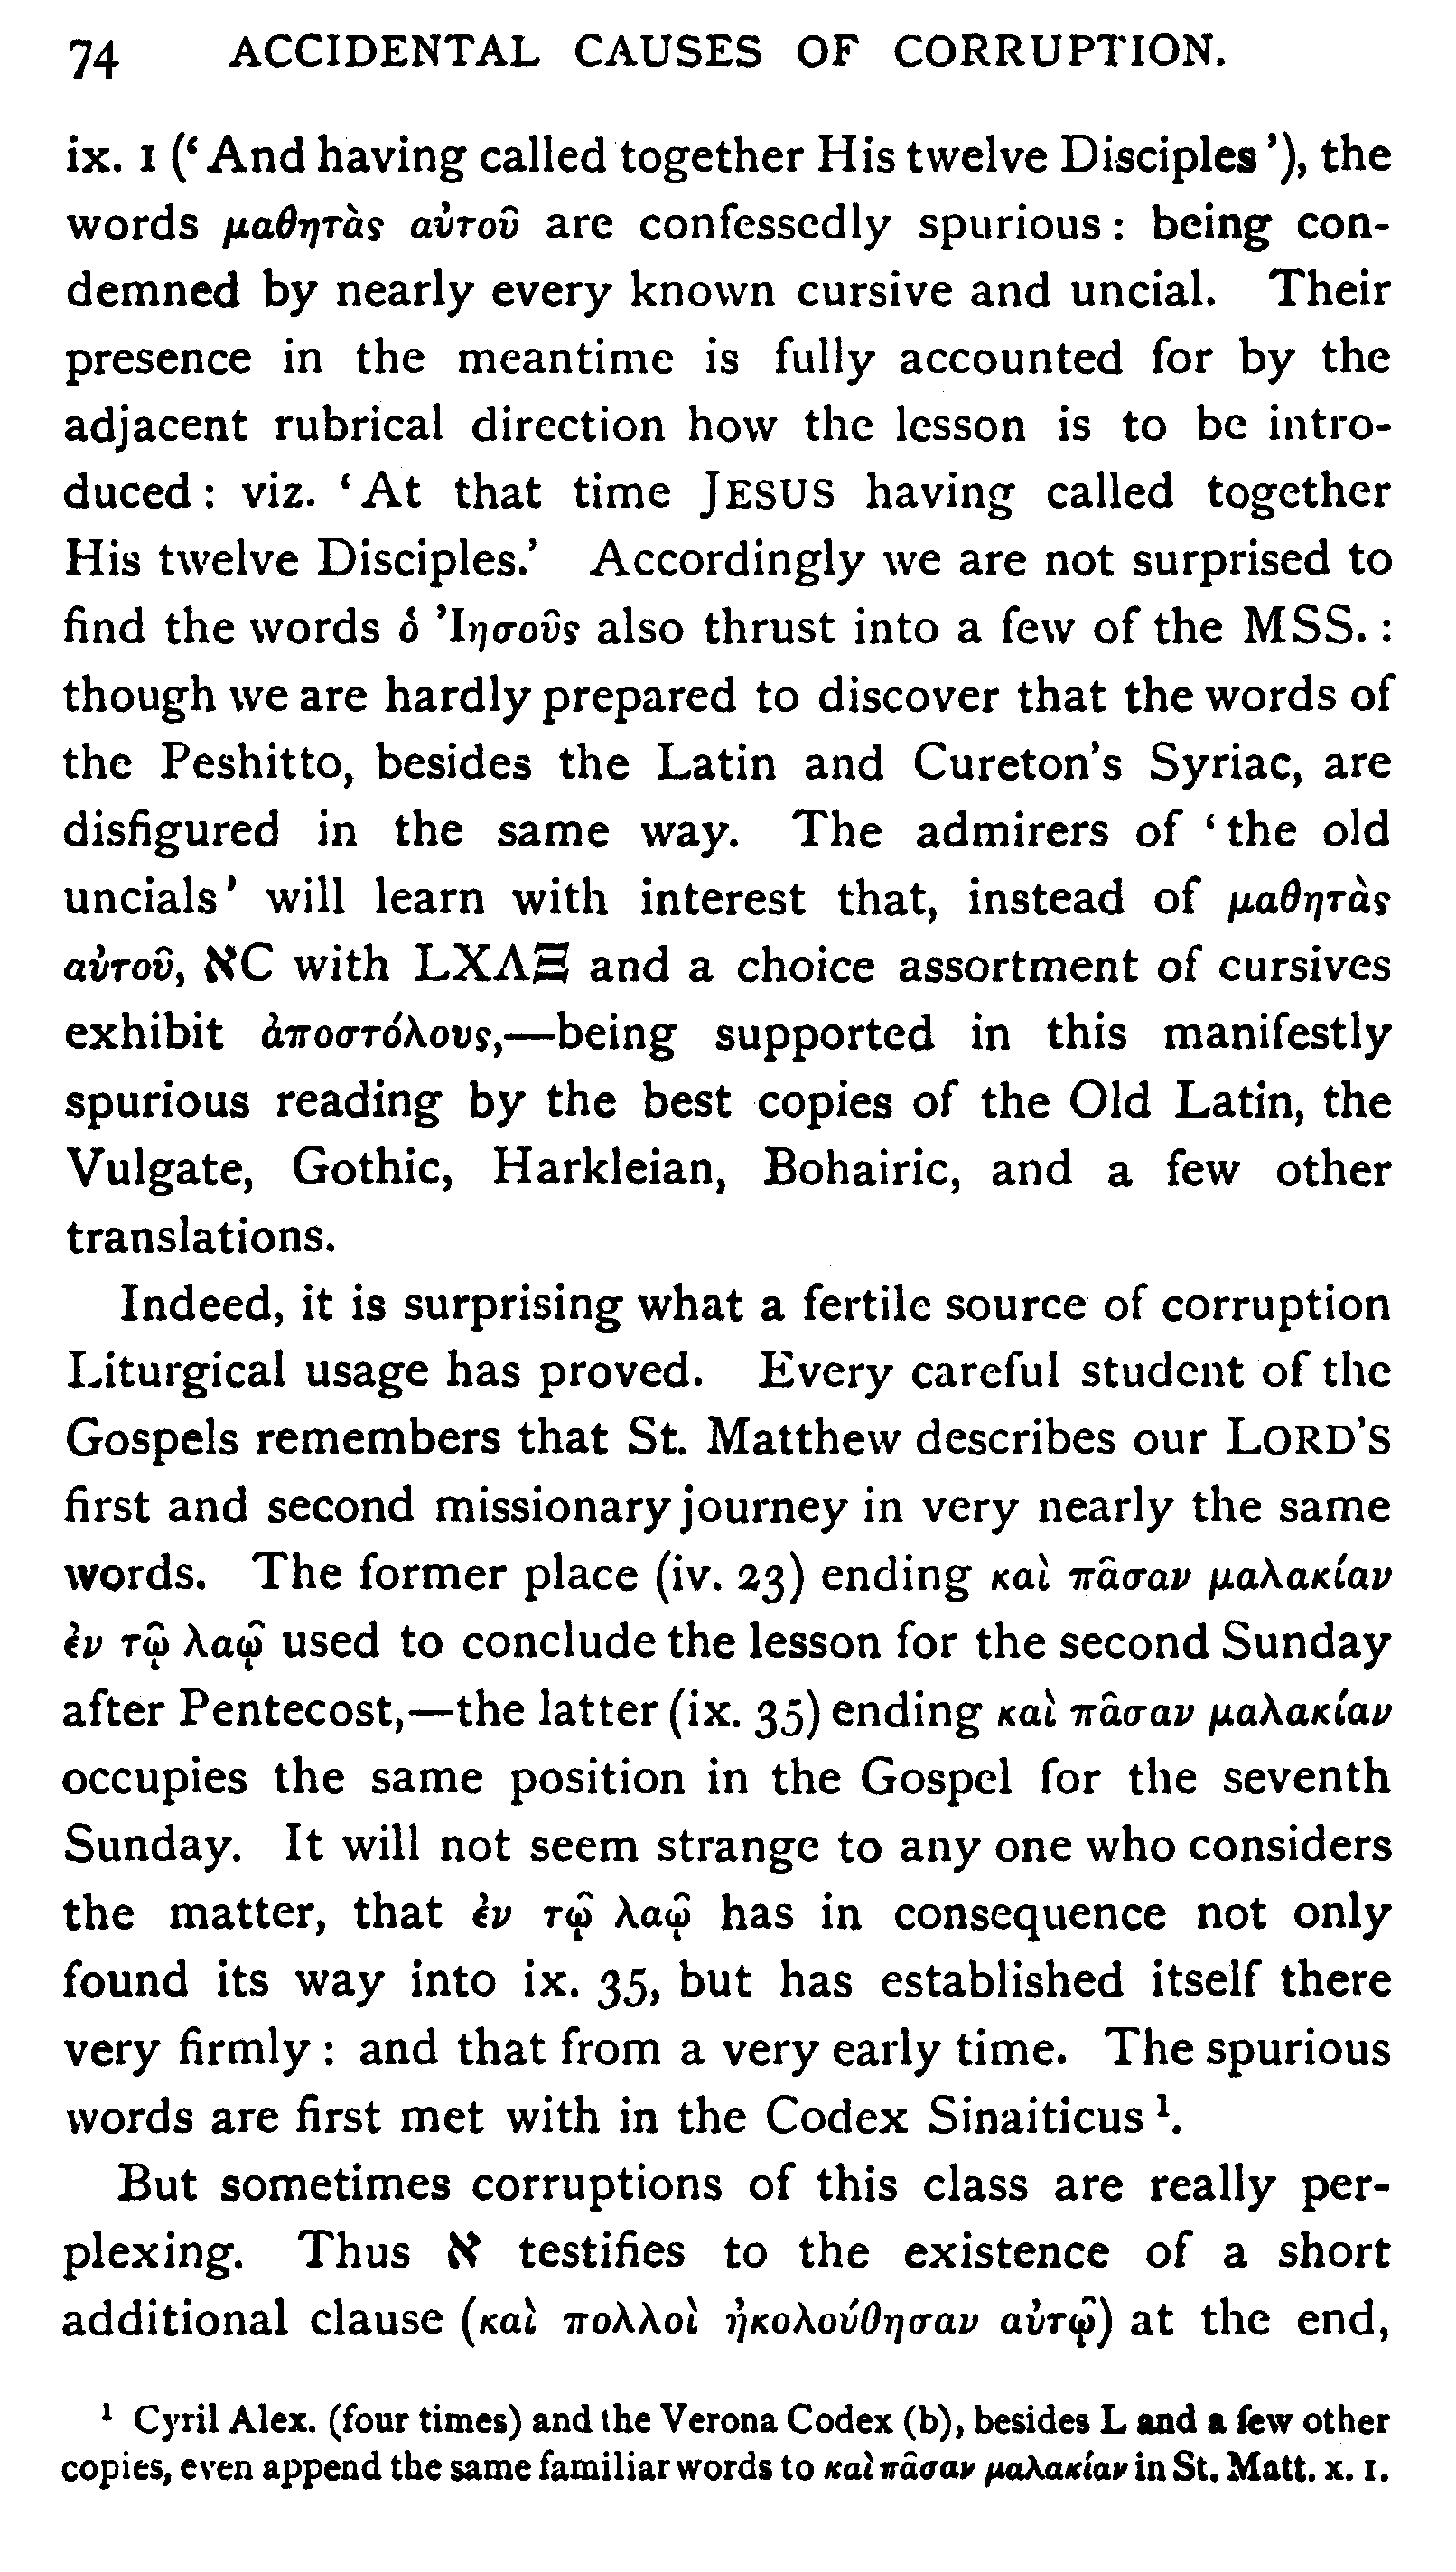 74 ACCIDENTAL CAUSES OF CORRUPTION.
ix. 1 (‘ And having called together His twelve Disciples ’), the
words μαθητὰς αὐτοῦ are confessedly spurious : being con-
demned by nearly every known cursive and uncial. Their
presence in the meantime is fully accounted for by the
adjacent rubrical direction how the lesson is to be intro-
duced : viz. ‘ At that time JESUS having called together
His twelve Disciples.’ Accordingly we are not surprised to
find the words ὁ Ἰησοῦς also thrust into a few of the MSS. :
though we are hardly prepared to discover that the words of
the Peshitto, besides the Latin and Cureton’s Syriac, are
disfigured in the same way. The admirers of ‘ the old
uncials ’ will learn with interest that, instead of μαθητὰς
αὐτοῦ, ℵC with LXΛΞ and a choice assortment of cursives
exhibit ἀποστόλους,—being supported in this manifestly
spurious reading by the best copies of the Old Latin, the
Vulgate, Gothic, Harkleian, Bohairic, and a few other
translations.
Indeed, it is surprising what a fertile source of corruption
Liturgical usage has proved. Every careful student of the
Gospels remembers that St. Matthew describes our LORD’S
first and second missionary journey in very nearly the same
words. The former place (iv. 23) ending καὶ πᾶσαν μαλακίαν
ἐν τῷ λαῷ used to conclude the lesson for the second Sunday
after Pentecost,—the latter (ix. 35) ending καὶ πᾶσαν μαλακίαν
occupies the same position in the Gospel for the seventh
Sunday. It will not seem strange to any one who considers
the matter, that ἐν τῷ λαῷ has in consequence not only
found its way into ix. 35, but has established itself there
very firmly : and that from a very early time. The spurious
words are first met with in the Codex Sinaiticus ¹.
But sometimes corruptions of this class are really per-
plexing. Thus ℵ testifies to the existence of a short
additional clause (καὶ πολλοὶ ἠκολούθησαν αὐτῷ) at the end,
¹ Cyril Alex. (four times) and the Verona Codex (b), besides L and a few other
copies, even append the same familiar words to καὶ πᾶσαν μαλακίαν in St. Matt. x. 1.